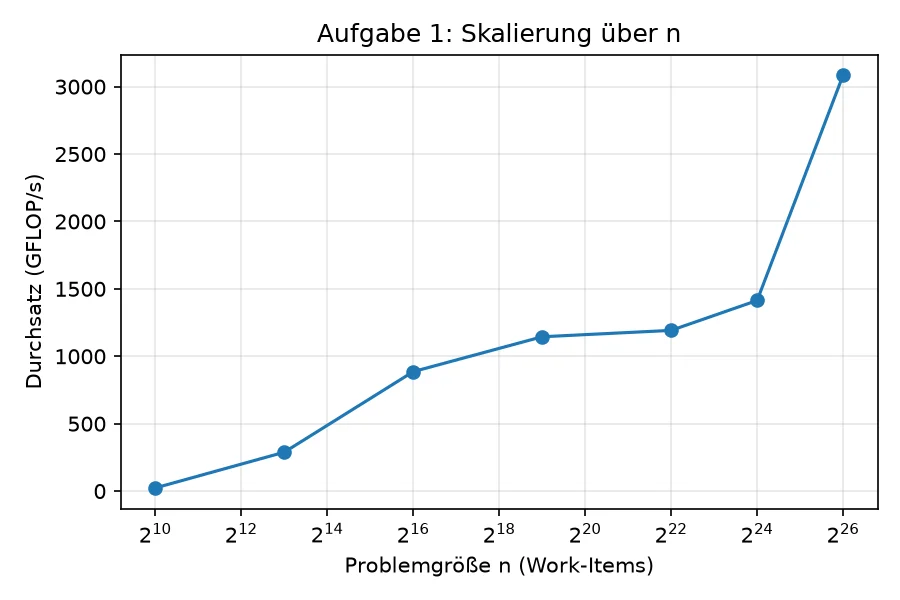 Aufgabe 1: Skalierung über n
Durchsatz (GFLOP/s)
3000
2500
2000
1500
1000
500
0
2^10 2^12 2^14 2^16 2^18 2^20 2^22 2^24 2^26
Problemgröße n (Work-Items)